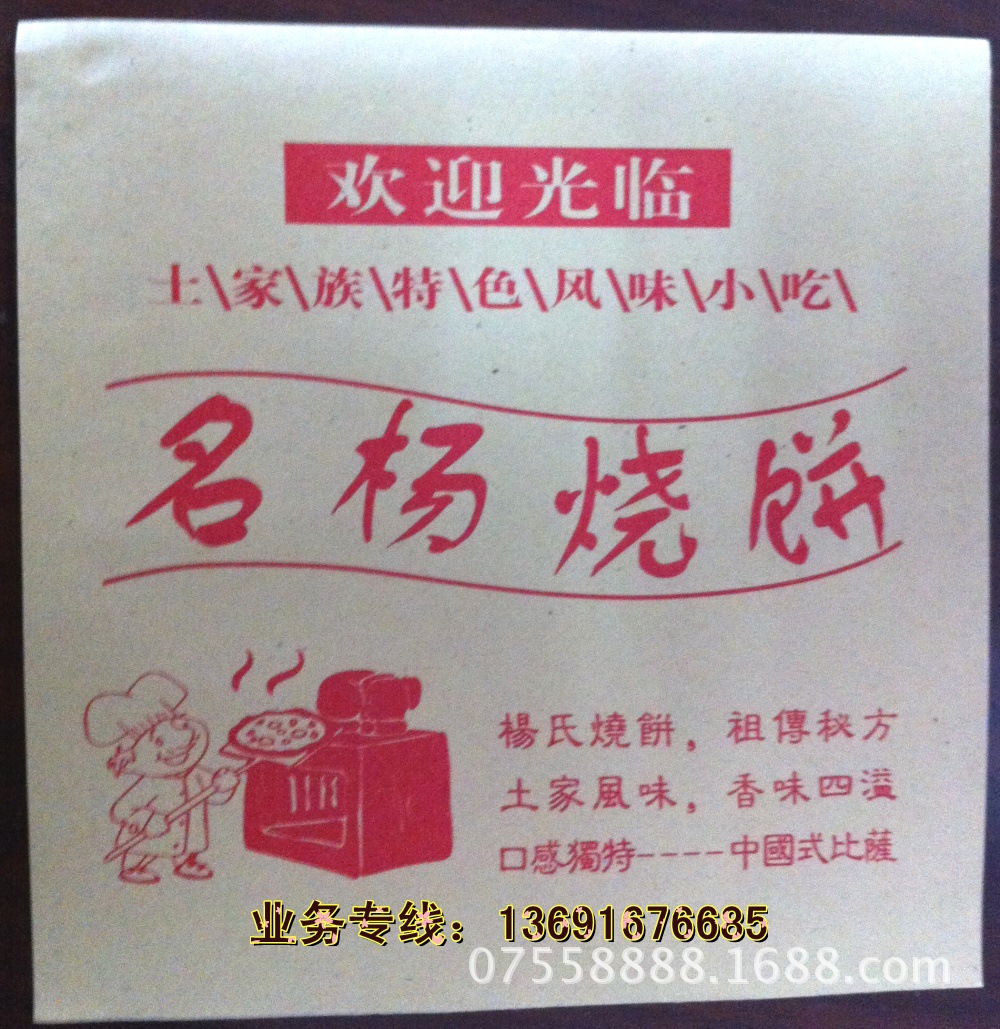 欢迎光临
土\家\族\特\色\风\味\小\吃\
名杨烧餅
楊氏燒餅，祖傳秘方
土家風味，香味四溢
口感獨特----中國式比薩
业务专线：13691676685
07558888.1688.com